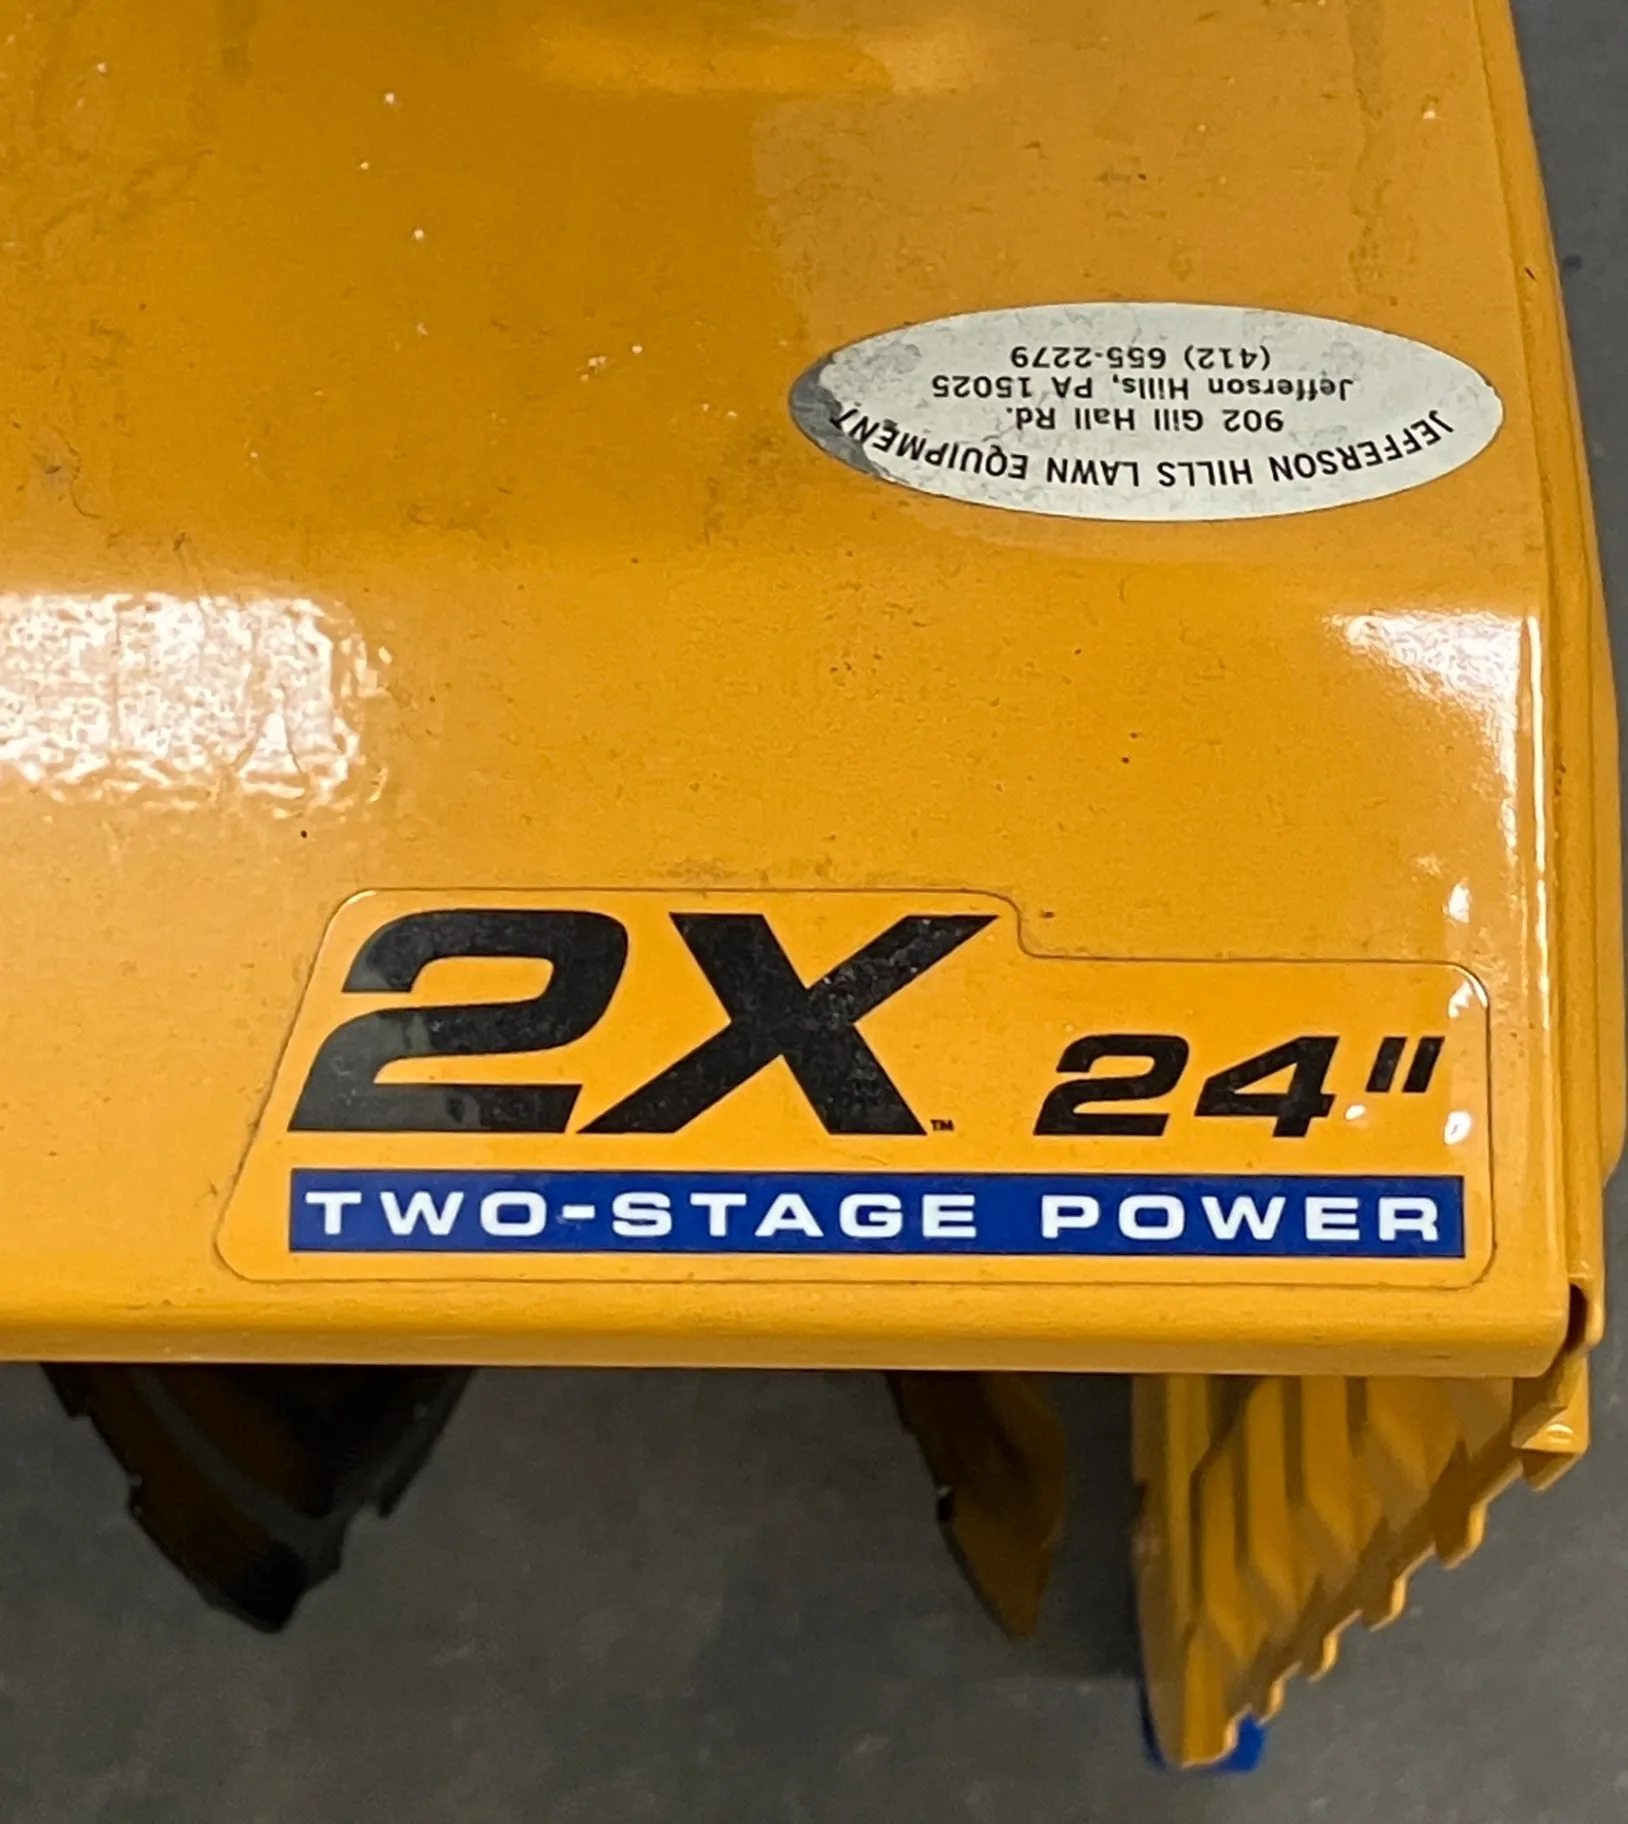 JEFFERSON HILLS LAWN EQUIPMENT
902 Gill Hall Rd.
Jefferson Hills, PA 15025
(412) 655-2279
2X™ 24"
TWO-STAGE POWER